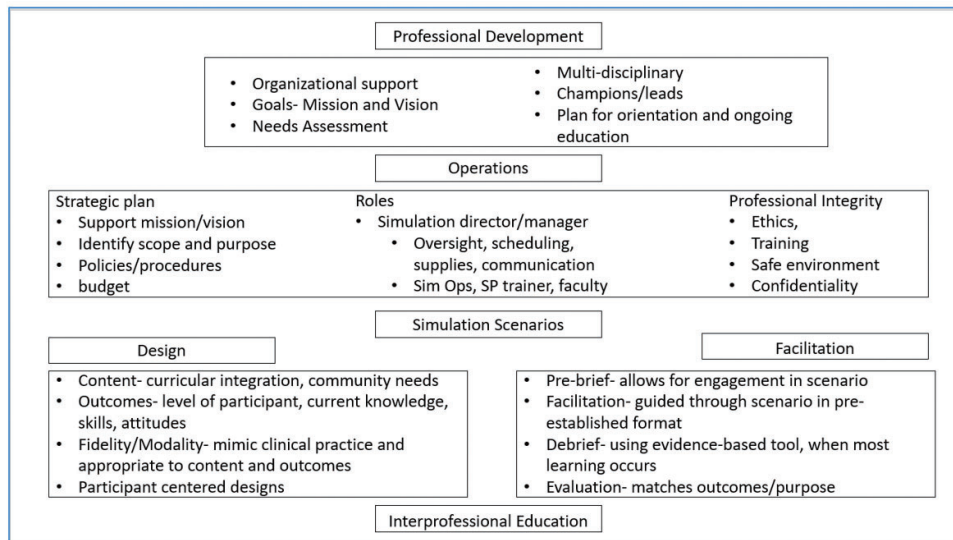 Professional Development
• Organizational support
• Goals- Mission and Vision
• Needs Assessment
• Multi-disciplinary
• Champions/leads
• Plan for orientation and ongoing
education
Operations
Strategic plan
• Support mission/vision
• Identify scope and purpose
• Policies/procedures
• budget
Roles
• Simulation director/manager
• Oversight, scheduling,
supplies, communication
• Sim Ops, SP trainer, faculty
Professional Integrity
• Ethics,
• Training
• Safe environment
• Confidentiality
Simulation Scenarios
Design
• Content- curricular integration, community needs
• Outcomes- level of participant, current knowledge,
skills, attitudes
• Fidelity/Modality- mimic clinical practice and
appropriate to content and outcomes
• Participant centered designs
Facilitation
• Pre-brief- allows for engagement in scenario
• Facilitation- guided through scenario in pre-
established format
• Debrief- using evidence-based tool, when most
learning occurs
• Evaluation- matches outcomes/purpose
Interprofessional Education